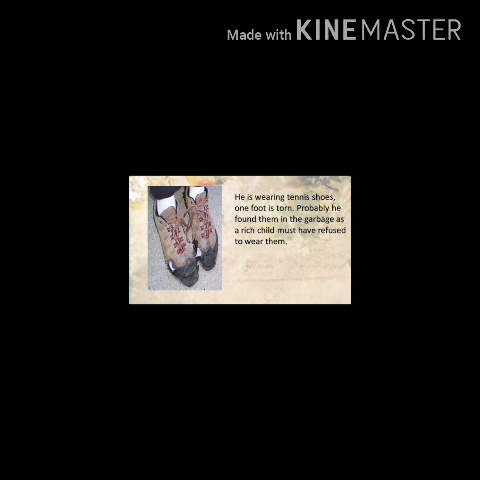 Made with KINEMASTER
He is wearing tennis shoes,
one foot is torn. Probably he
found them in the garbage as
a rich child must have refused
to wear them.